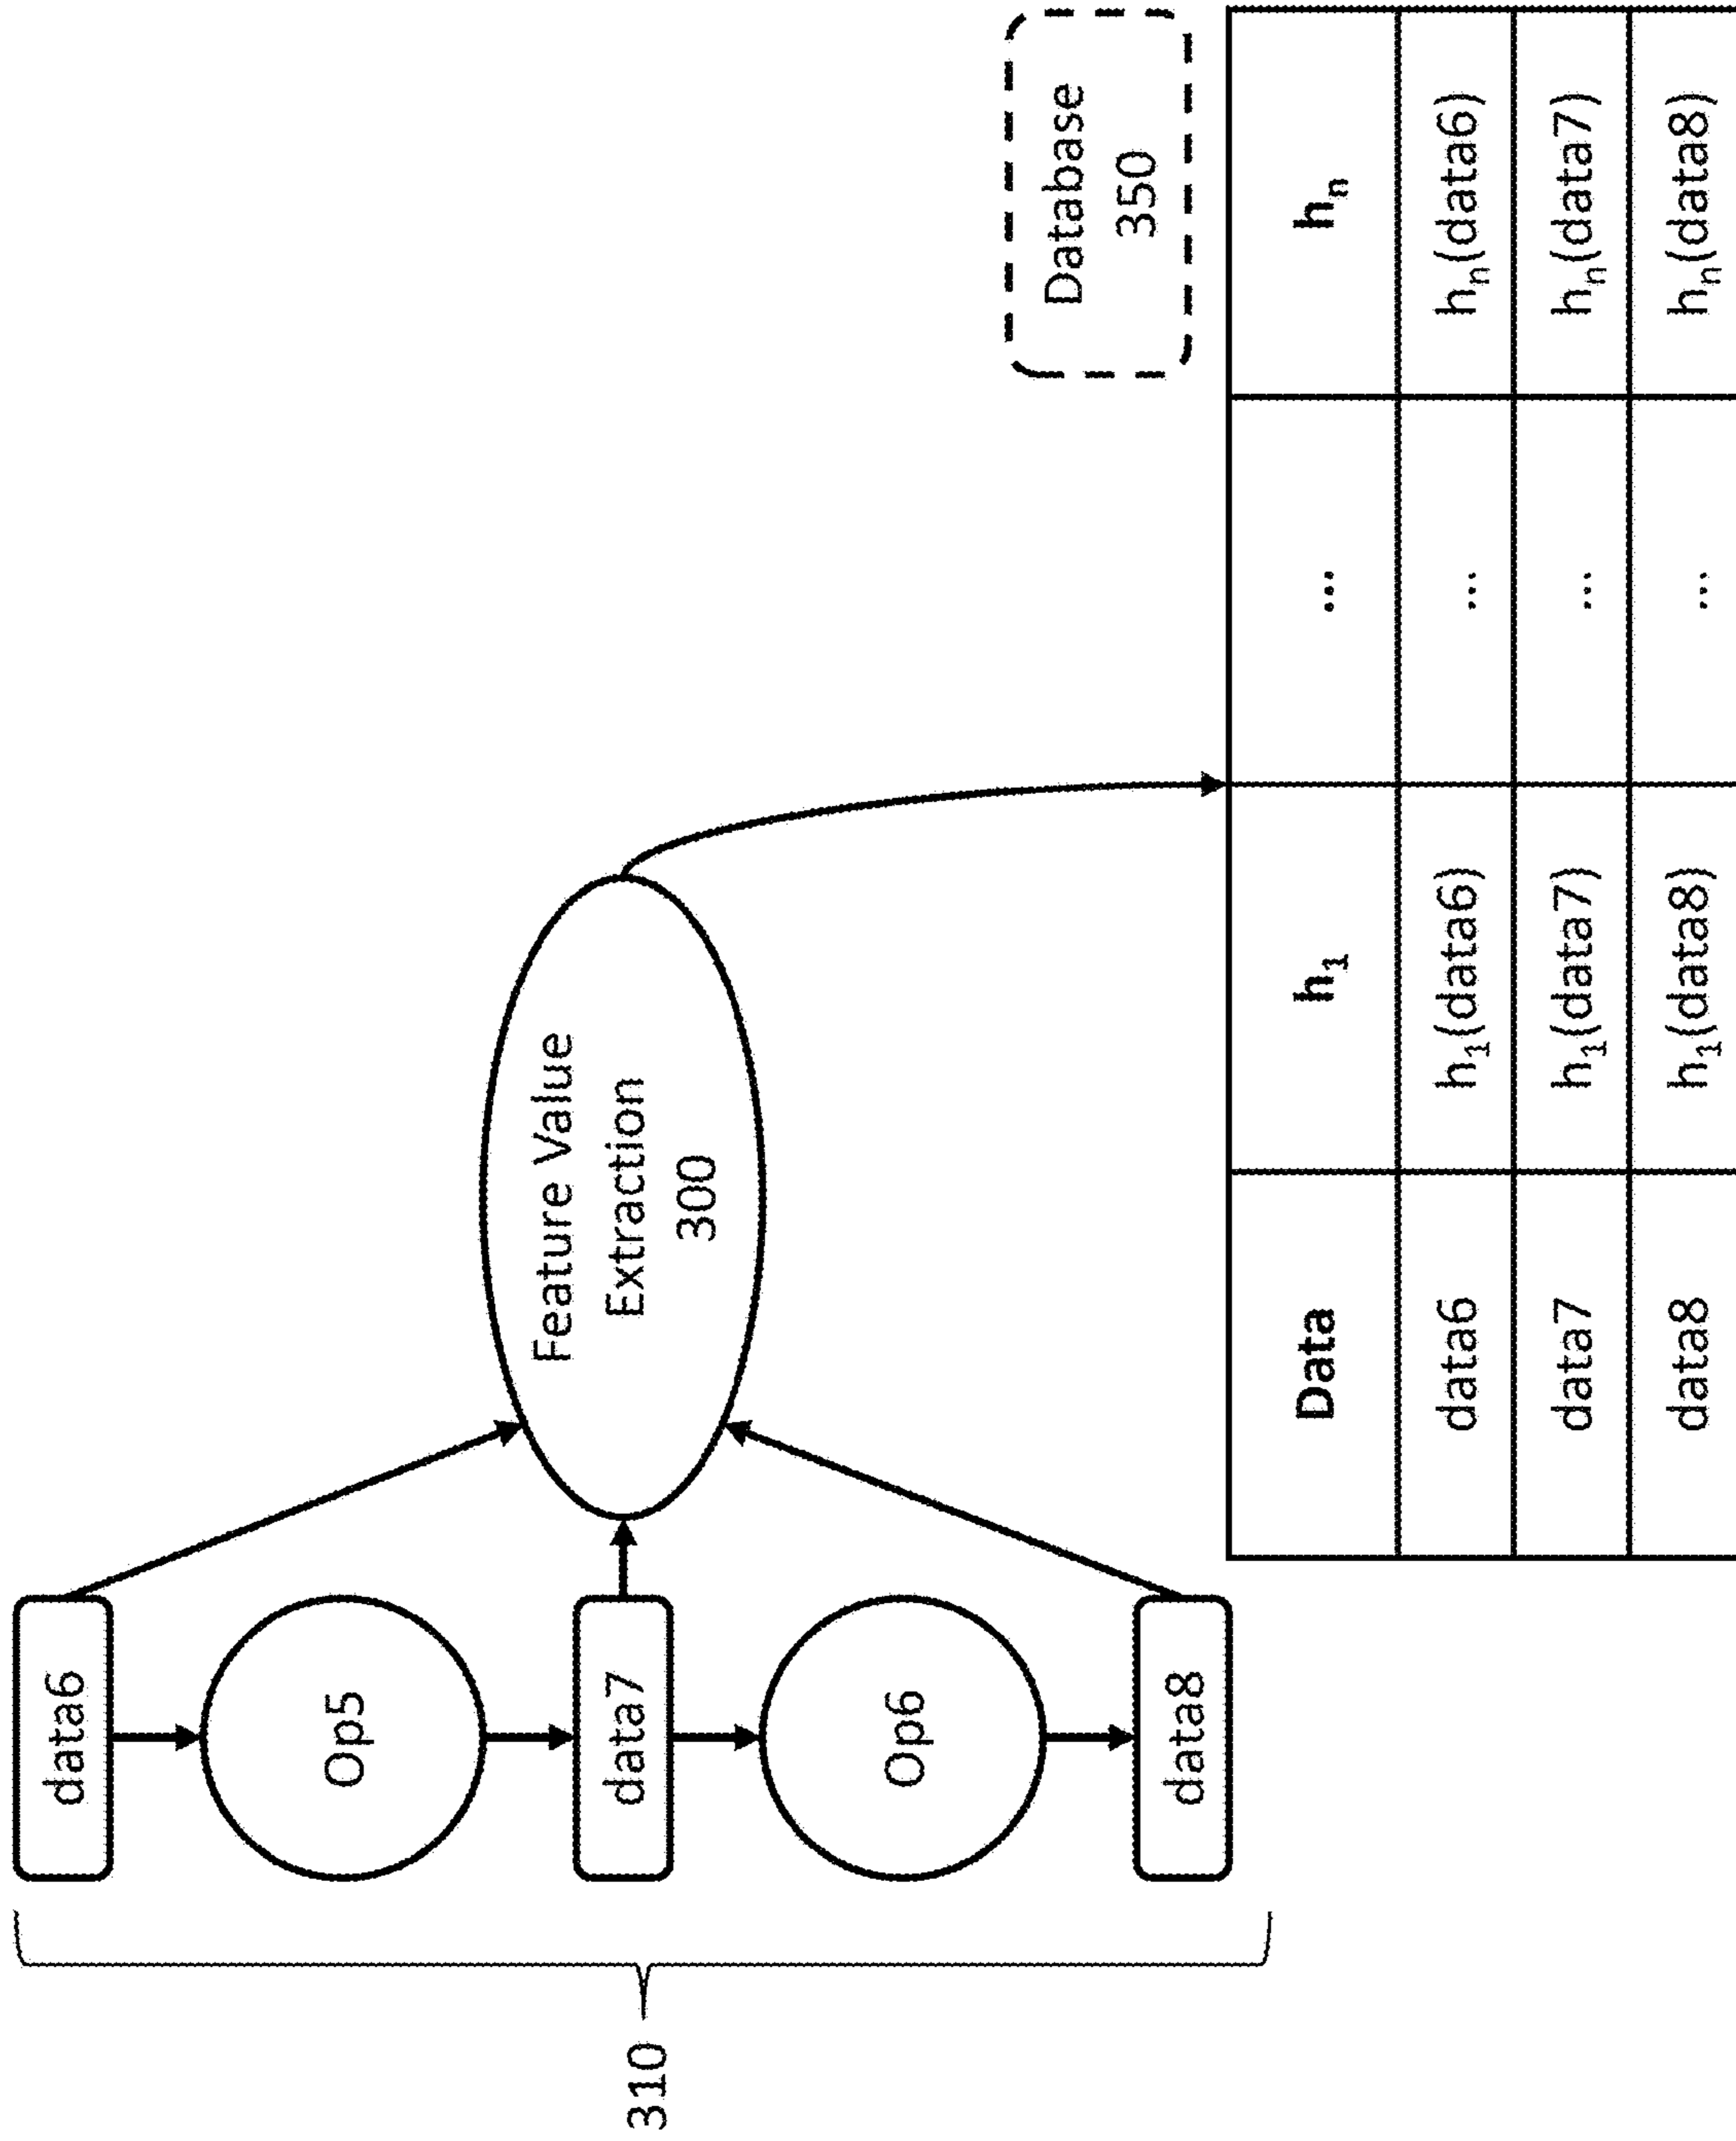 310
data6
Op5
data7
Op6
data8
Feature Value
Extraction
300
Database
350
Data h₁ ... hₙ
data6 h₁(data6) ... hₙ(data6)
data7 h₁(data7) ... hₙ(data7)
data8 h₁(data8) ... hₙ(data8)